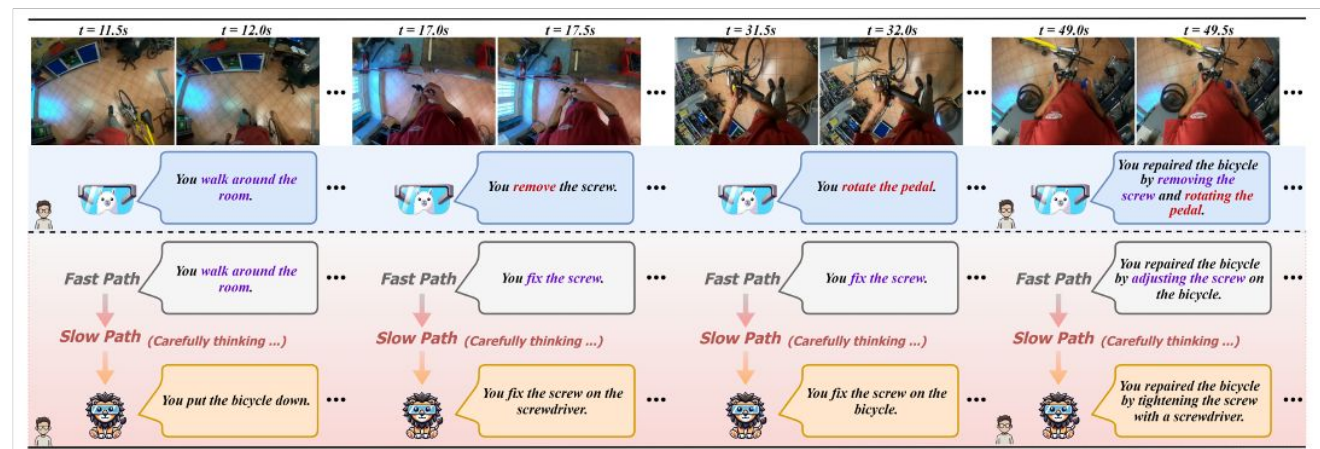 t = 11.5s
t = 12.0s
t = 17.0s
t = 17.5s
t = 31.5s
t = 32.0s
t = 49.0s
t = 49.5s
••• ••• ••• •••
You walk around the
room.
•••
You remove the screw.
•••
You rotate the pedal.
•••
You repaired the bicycle
by removing the
screw and rotating the
pedal.
•••
Fast Path
You walk around the
room.
•••
Fast Path
You fix the screw.
•••
Fast Path
You fix the screw.
•••
Fast Path
You repaired the bicycle
by adjusting the screw on
the bicycle.
•••
Slow Path (Carefully thinking ...)
Slow Path (Carefully thinking ...)
Slow Path (Carefully thinking ...)
Slow Path (Carefully thinking ...)
You put the bicycle down.
•••
You fix the screw on the
screwdriver.
•••
You fix the screw on the
bicycle.
•••
You repaired the bicycle
by tightening the screw
with a screwdriver.
•••